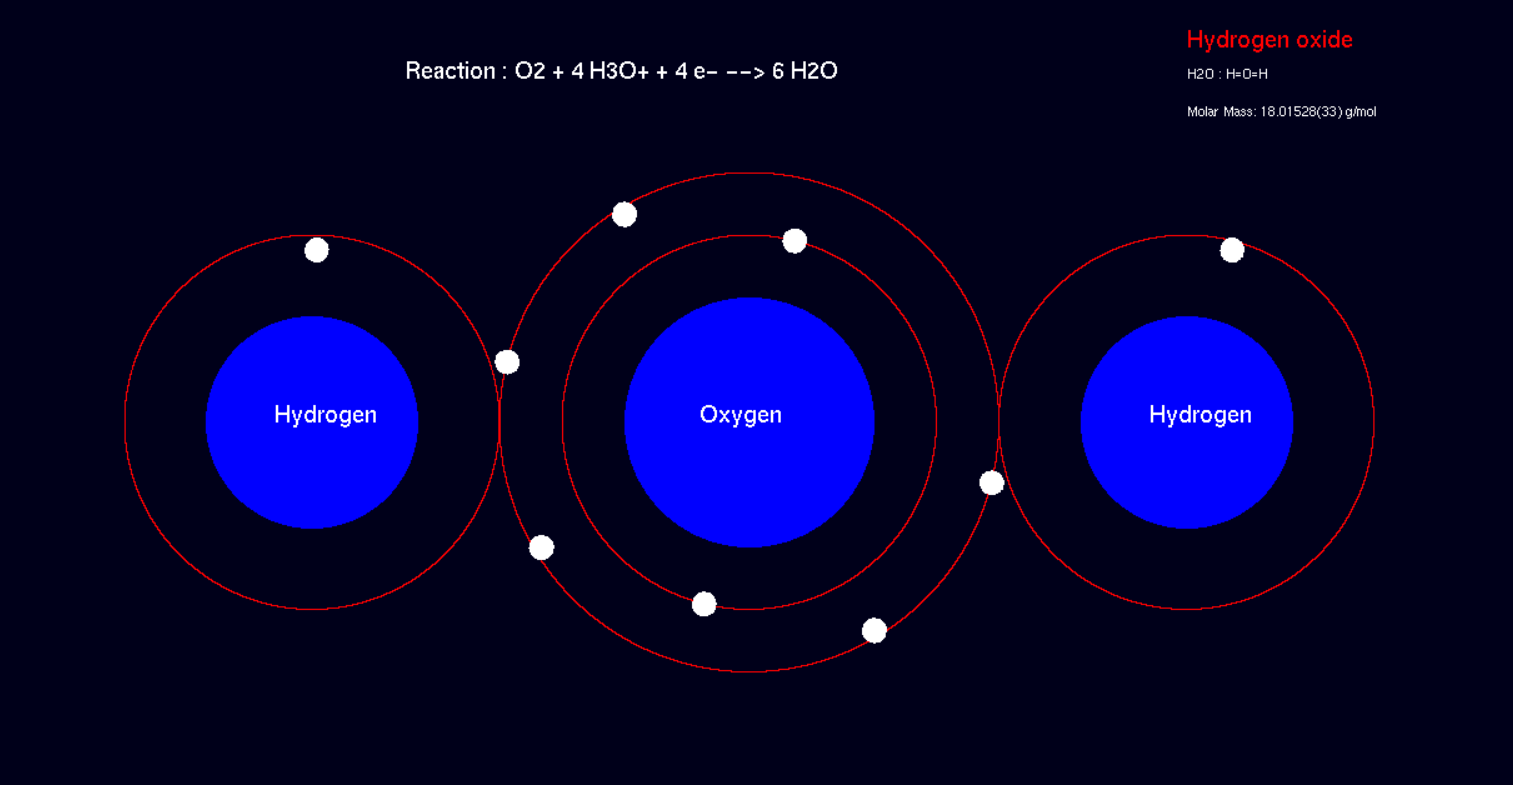 Hydrogen oxide
Reaction : O2 + 4 H3O+ + 4 e- --> 6 H2O
H2O : H=O=H
Molar Mass: 18.01528(33) g/mol
Hydrogen
Oxygen
Hydrogen